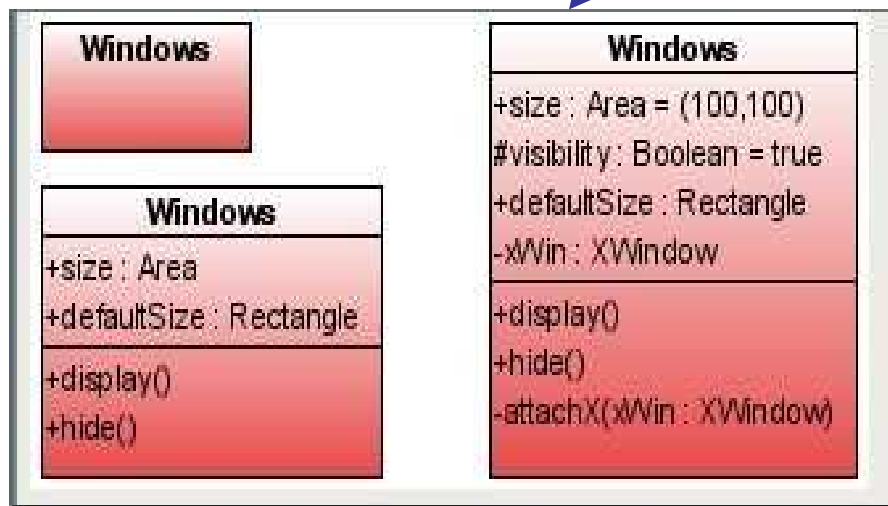 Windows
Windows
+size : Area
+defaultSize : Rectangle
+display()
+hide()
Windows
+size : Area = (100,100)
#visibility : Boolean = true
+defaultSize : Rectangle
-xWin : XWindow
+display()
+hide()
-attachX(xWin : XWindow)